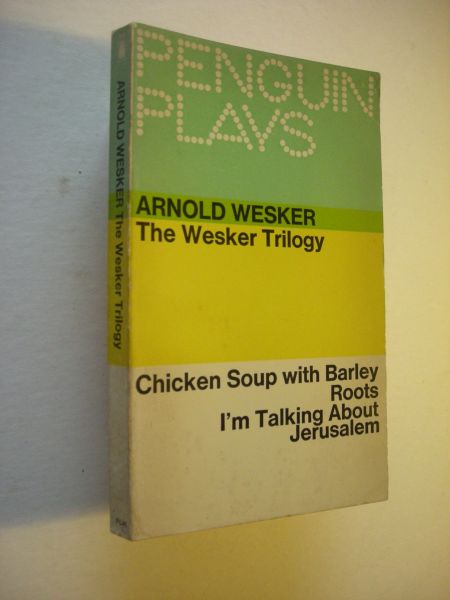 PENGUIN
PLAYS
ARNOLD WESKER
The Wesker Trilogy
Chicken Soup with Barley
Roots
I'm Talking About
Jerusalem
ARNOLD WESKER The Wesker Trilogy